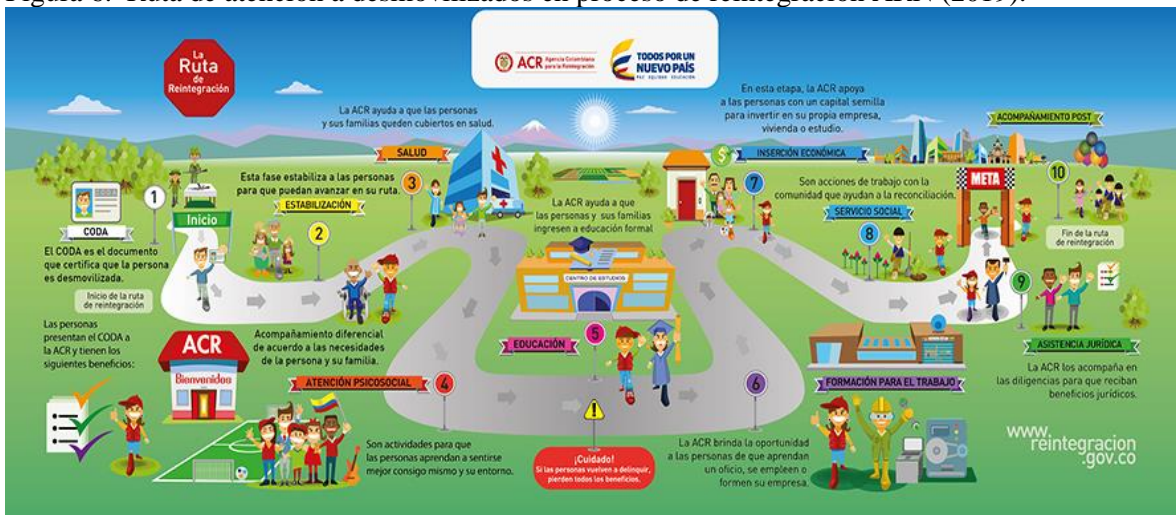 Figura 6. Ruta de atención a desmovilizados en proceso de reintegración ARN (2019).
La
Ruta
de
Reintegración
ACR Agencia Colombiana
para la Reintegración
TODOS POR UN
NUEVO PAÍS
PAZ EQUIDAD EDUCACIÓN
1
Inicio
CODA
El CODA es el documento
que certifica que la persona
es desmovilizada.
Inicio de la ruta
de reintegración
Las personas
presentan el CODA a
la ACR y tienen los
siguientes beneficios:
ACR
Bienvenidos
Esta fase estabiliza a las personas
para que puedan avanzar en su ruta.
ESTABILIZACIÓN
2
Acompañamiento diferencial
de acuerdo a las necesidades
de la persona y su familia.
La ACR ayuda a que las personas
y sus familias queden cubiertos en salud.
SALUD
3
ATENCIÓN PSICOSOCIAL
4
Son actividades para que
las personas aprendan a sentirse
mejor consigo mismo y su entorno.
La ACR ayuda a que
las personas y sus familias
ingresen a educación formal
CENTRO DE ESTUDIOS
EDUCACIÓN
5
¡Cuidado!
Si las personas vuelven a delinquir,
pierden todos los beneficios.
6
FORMACIÓN PARA EL TRABAJO
La ACR brinda la oportunidad
a las personas de que aprendan
un oficio, se empleen o
formen su empresa.
En esta etapa, la ACR apoya
a las personas con un capital semilla
para invertir en su propia empresa,
vivienda o estudio.
$
INSERCIÓN ECONÓMICA
7
Son acciones de trabajo con la
comunidad que ayudan a la reconciliación.
SERVICIO SOCIAL
8
9
ASISTENCIA JURÍDICA
La ACR los acompaña en
las diligencias para que reciban
beneficios jurídicos.
META
ACOMPAÑAMIENTO POST
10
Fin de la ruta
de reintegración
www.
reintegracion
.gov.co